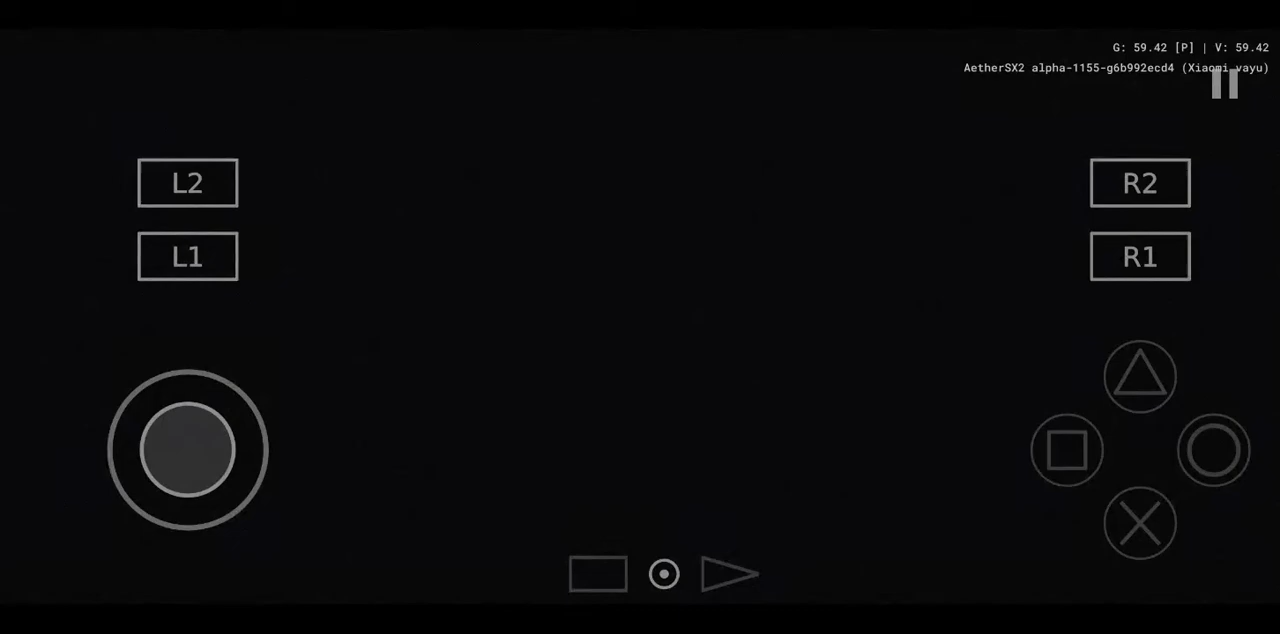 G: 59.42 [P] | V: 59.42
AetherSX2 alpha-1155-g6b992ecd4 (Xiaomi vayu)
L2
R2
L1
R1